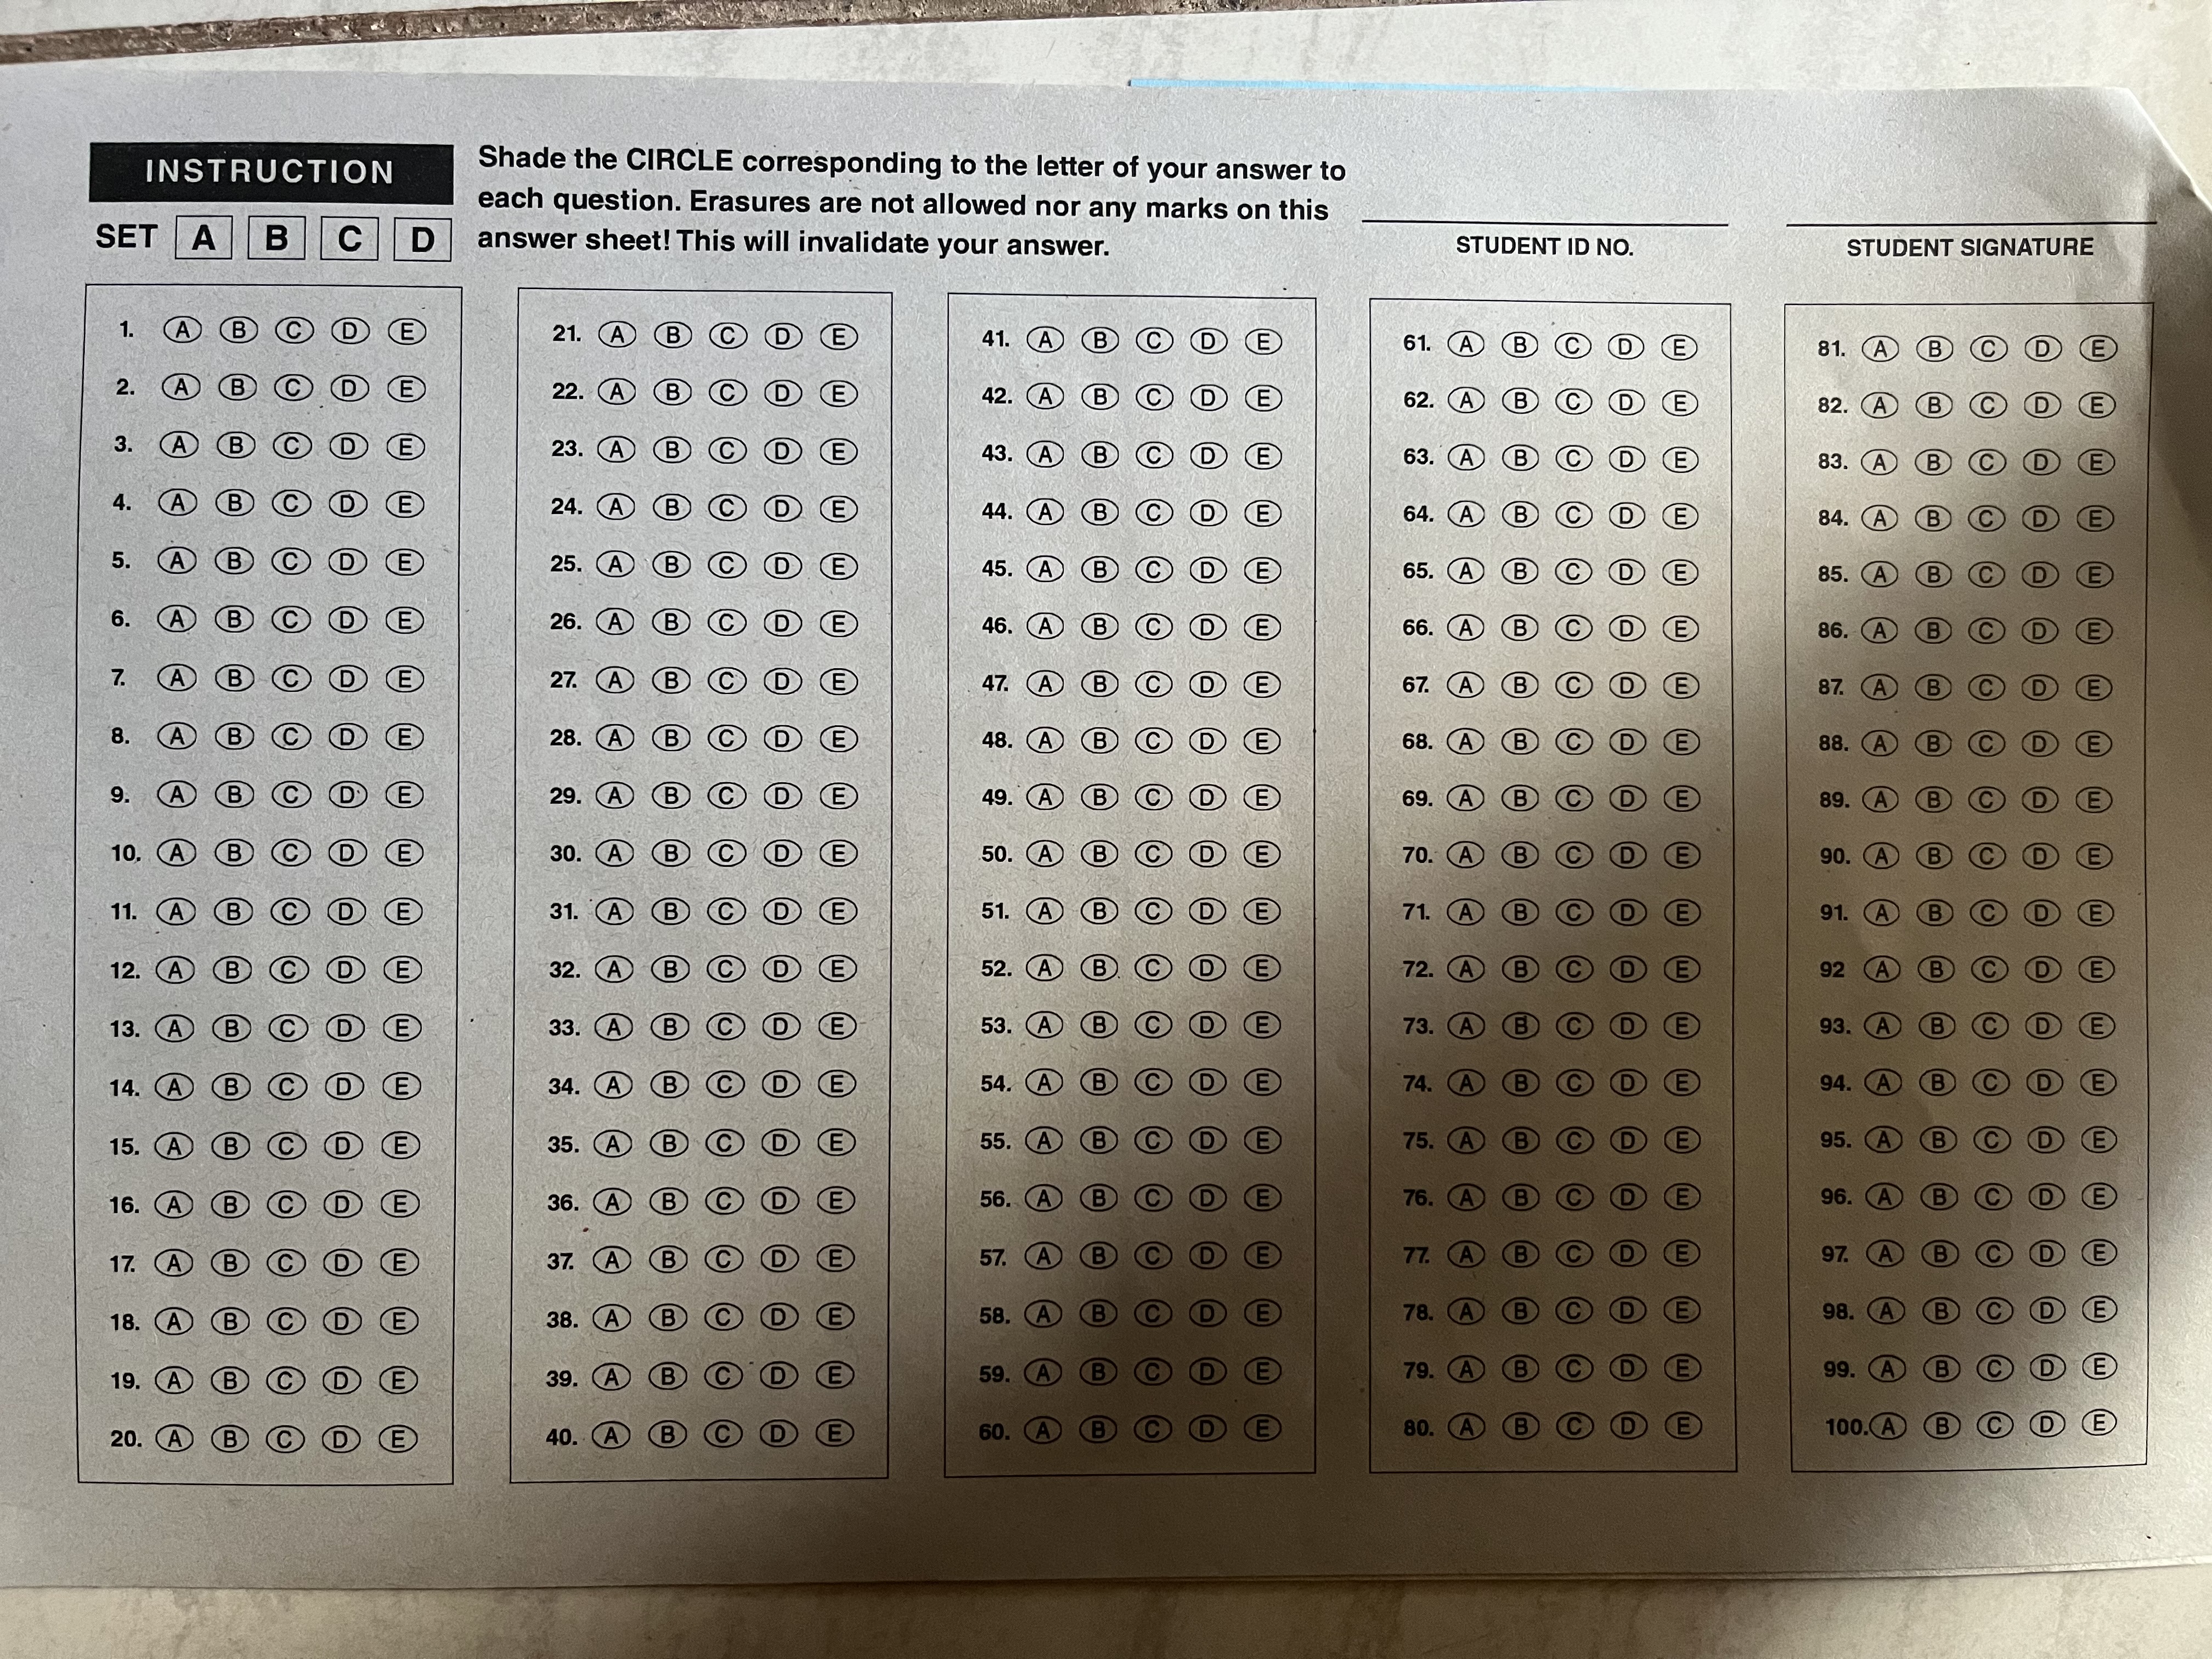 INSTRUCTION
Shade the CIRCLE corresponding to the letter of your answer to
each question. Erasures are not allowed nor any marks on this
answer sheet! This will invalidate your answer.
SET A B C D
STUDENT ID NO.
STUDENT SIGNATURE
1. A B C D E
2. A B C D E
3. A B C D E
4. A B C D E
5. A B C D E
6. A B C D E
7. A B C D E
8. A B C D E
9. A B C D E
10. A B C D E
11. A B C D E
12. A B C D E
13. A B C D E
14. A B C D E
15. A B C D E
16. A B C D E
17. A B C D E
18. A B C D E
19. A B C D E
20. A B C D E
21. A B C D E
22. A B C D E
23. A B C D E
24. A B C D E
25. A B C D E
26. A B C D E
27. A B C D E
28. A B C D E
29. A B C D E
30. A B C D E
31. A B C D E
32. A B C D E
33. A B C D E
34. A B C D E
35. A B C D E
36. A B C D E
37. A B C D E
38. A B C D E
39. A B C D E
40. A B C D E
41. A B C D E
42. A B C D E
43. A B C D E
44. A B C D E
45. A B C D E
46. A B C D E
47. A B C D E
48. A B C D E
49. A B C D E
50. A B C D E
51. A B C D E
52. A B C D E
53. A B C D E
54. A B C D E
55. A B C D E
56. A B C D E
57. A B C D E
58. A B C D E
59. A B C D E
60. A B C D E
61. A B C D E
62. A B C D E
63. A B C D E
64. A B C D E
65. A B C D E
66. A B C D E
67. A B C D E
68. A B C D E
69. A B C D E
70. A B C D E
71. A B C D E
72. A B C D E
73. A B C D E
74. A B C D E
75. A B C D E
76. A B C D E
77. A B C D E
78. A B C D E
79. A B C D E
80. A B C D E
81. A B C D E
82. A B C D E
83. A B C D E
84. A B C D E
85. A B C D E
86. A B C D E
87. A B C D E
88. A B C D E
89. A B C D E
90. A B C D E
91. A B C D E
92 A B C D E
93. A B C D E
94. A B C D E
95. A B C D E
96. A B C D E
97. A B C D E
98. A B C D E
99. A B C D E
100. A B C D E